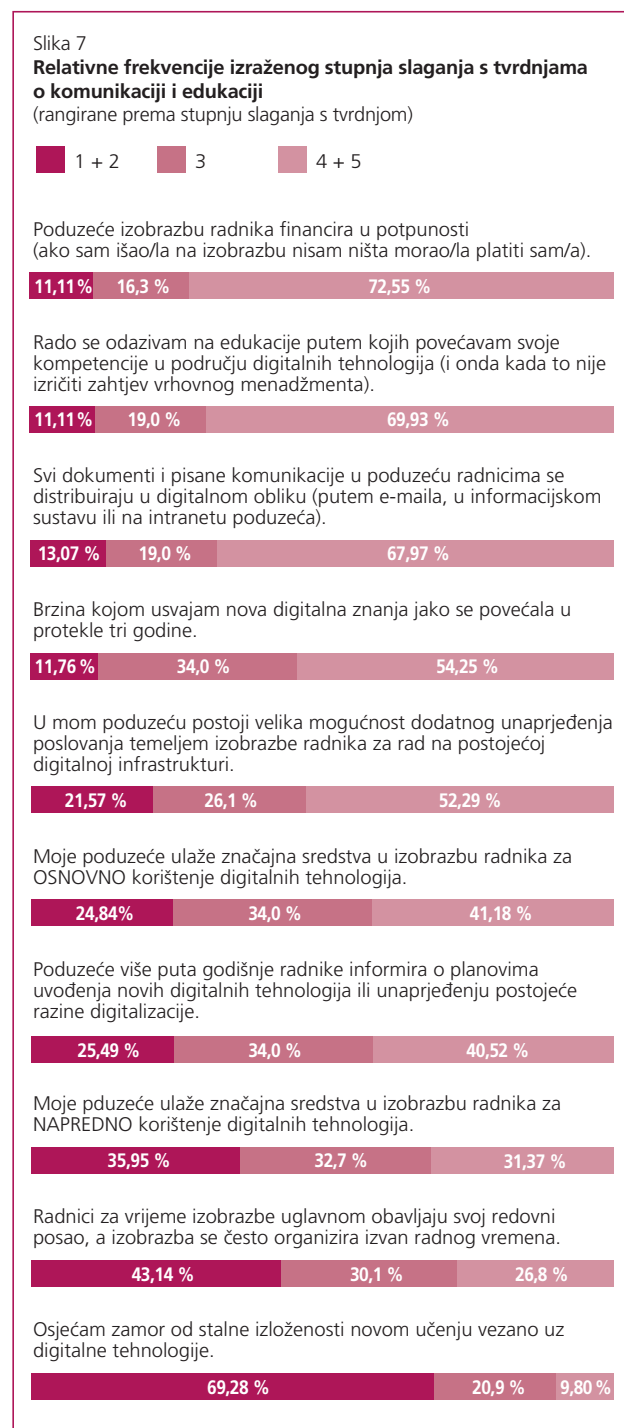 Slika 7
Relativne frekvencije izraženog stupnja slaganja s tvrdnjama
o komunikaciji i edukaciji
(rangirane prema stupnju slaganja s tvrdnjom)
1 + 2 3 4 + 5
Poduzeće izobrazbu radnika financira u potpunosti
(ako sam išao/la na izobrazbu nisam ništa morao/la platiti sam/a).
11,11 % 16,3 % 72,55 %
Rado se odazivam na edukacije putem kojih povećavam svoje
kompetencije u području digitalnih tehnologija (i onda kada to nije
izričiti zahtjev vrhovnog menadžmenta).
11,11 % 19,0 % 69,93 %
Svi dokumenti i pisane komunikacije u poduzeću radnicima se
distribuiraju u digitalnom obliku (putem e-maila, u informacijskom
sustavu ili na intranetu poduzeća).
13,07 % 19,0 % 67,97 %
Brzina kojom usvajam nova digitalna znanja jako se povećala u
protekle tri godine.
11,76 % 34,0 % 54,25 %
U mom poduzeću postoji velika mogućnost dodatnog unaprjeđenja
poslovanja temeljem izobrazbe radnika za rad na postojećoj
digitalnoj infrastrukturi.
21,57 % 26,1 % 52,29 %
Moje poduzeće ulaže značajna sredstva u izobrazbu radnika za
OSNOVNO korištenje digitalnih tehnologija.
24,84% 34,0 % 41,18 %
Poduzeće više puta godišnje radnike informira o planovima
uvođenja novih digitalnih tehnologija ili unaprjeđenju postojeće
razine digitalizacije.
25,49 % 34,0 % 40,52 %
Moje pduzeće ulaže značajna sredstva u izobrazbu radnika za
NAPREDNO korištenje digitalnih tehnologija.
35,95 % 32,7 % 31,37 %
Radnici za vrijeme izobrazbe uglavnom obavljaju svoj redovni
posao, a izobrazba se često organizira izvan radnog vremena.
43,14 % 30,1 % 26,8 %
Osjećam zamor od stalne izloženosti novom učenju vezano uz
digitalne tehnologije.
69,28 % 20,9 % 9,80 %